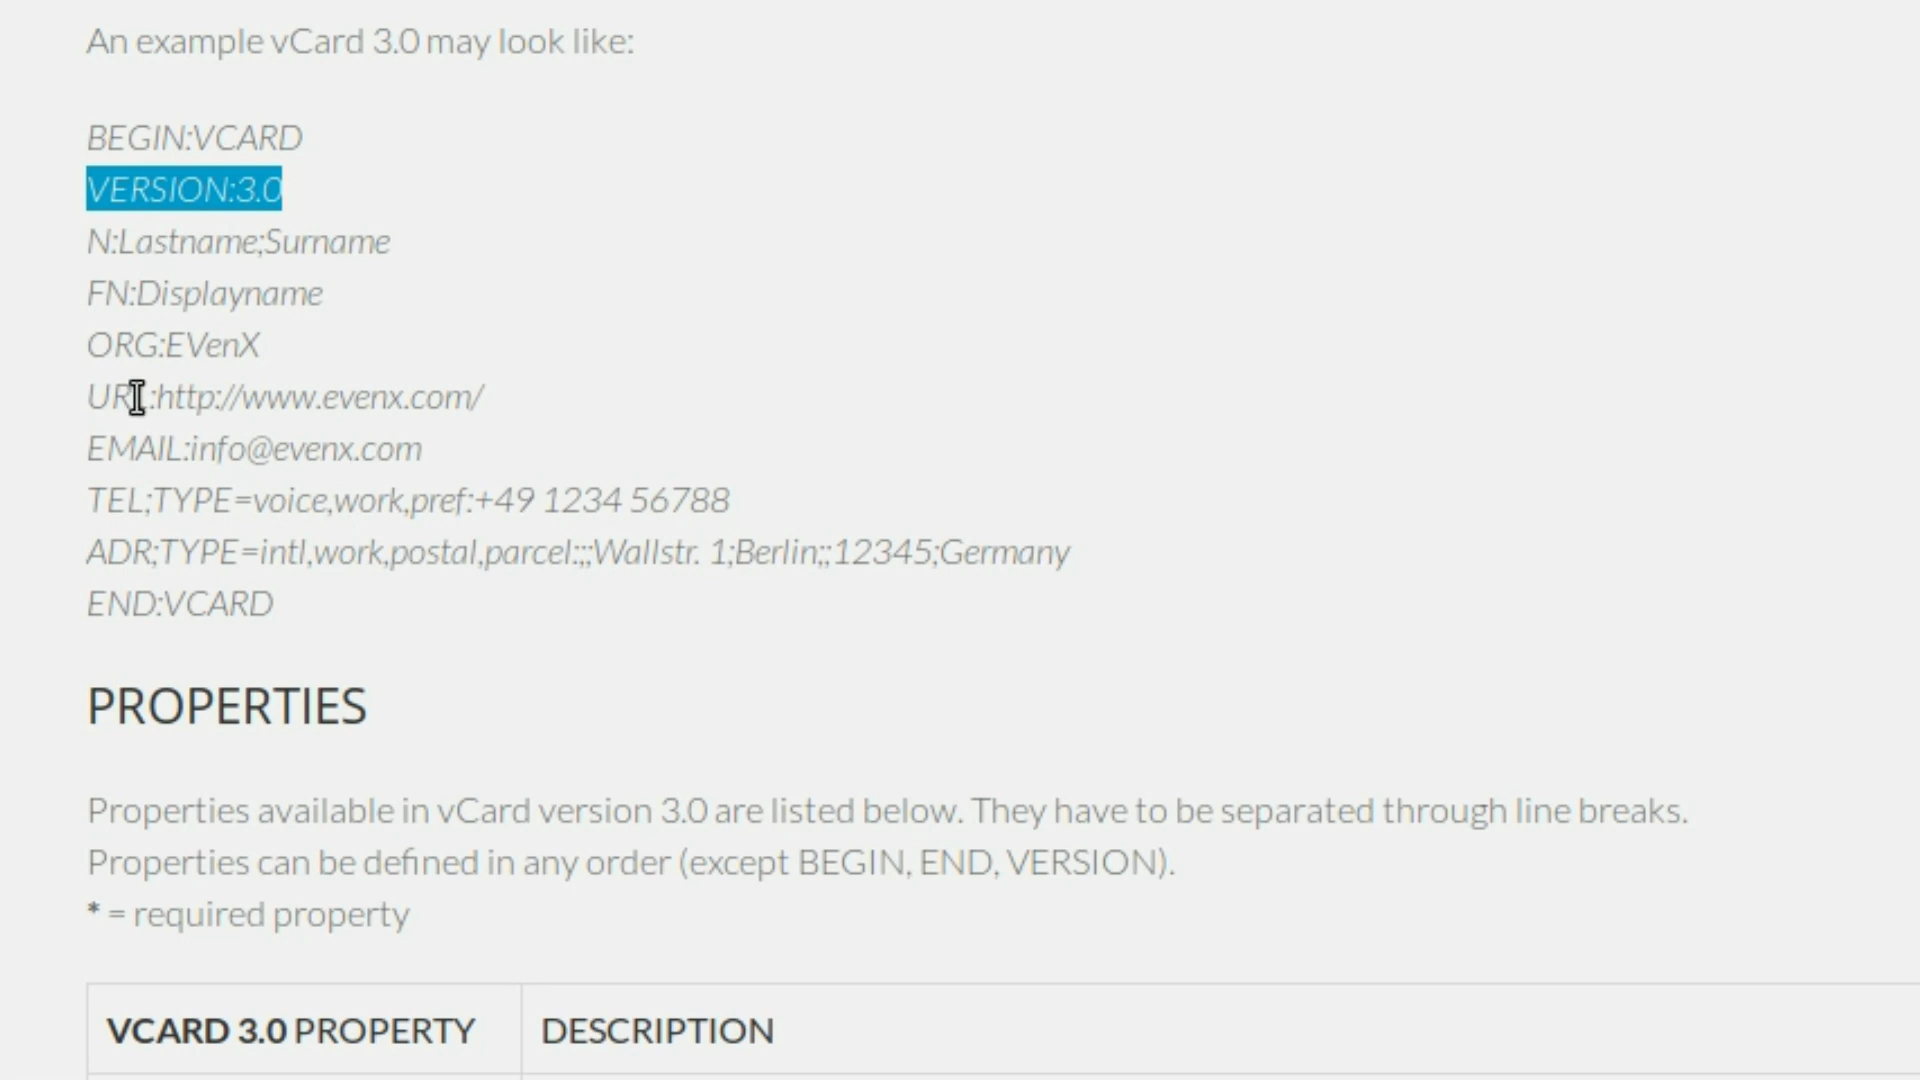 An example vCard 3.0 may look like:
BEGIN:VCARD
VERSION:3.0
N:Lastname;Surname
FN:Displayname
ORG:EVenX
URL:http://www.evenx.com/
EMAIL:info@evenx.com
TEL;TYPE=voice,work,pref:+49 1234 56788
ADR;TYPE=intl,work,postal,parcel:;;Wallstr. 1;Berlin;;12345;Germany
END:VCARD
PROPERTIES
Properties available in vCard version 3.0 are listed below. They have to be separated through line breaks.
Properties can be defined in any order (except BEGIN, END, VERSION).
* = required property
VCARD 3.0 PROPERTY
DESCRIPTION